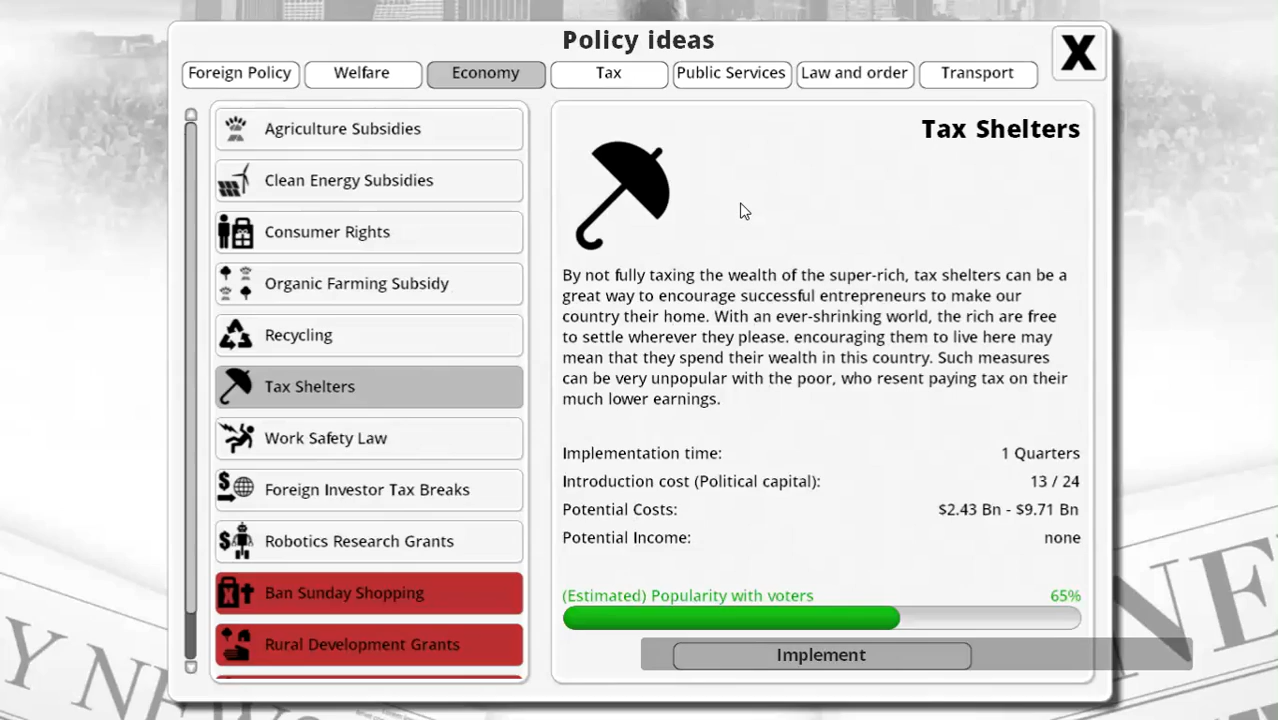 Policy ideas
X
Foreign Policy
Welfare
Economy
Tax
Public Services
Law and order
Transport
Agriculture Subsidies
Clean Energy Subsidies
Consumer Rights
Organic Farming Subsidy
Recycling
Tax Shelters
Work Safety Law
Foreign Investor Tax Breaks
Robotics Research Grants
Ban Sunday Shopping
Rural Development Grants
Tax Shelters
By not fully taxing the wealth of the super-rich, tax shelters can be a
great way to encourage successful entrepreneurs to make our
country their home. With an ever-shrinking world, the rich are free
to settle wherever they please. encouraging them to live here may
mean that they spend their wealth in this country. Such measures
can be very unpopular with the poor, who resent paying tax on their
much lower earnings.
Implementation time: 1 Quarters
Introduction cost (Political capital): 13 / 24
Potential Costs: $2.43 Bn - $9.71 Bn
Potential Income: none
(Estimated) Popularity with voters 65%
Implement